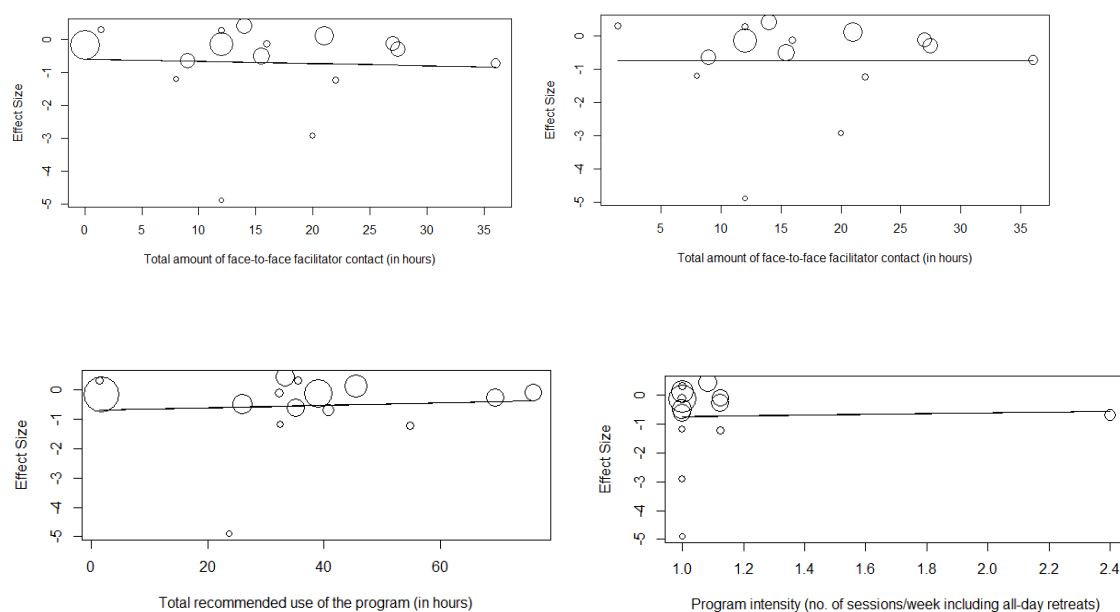 Effect Size
0
-1
-2
-3
-4
-5
0 5 10 15 20 25 30 35
Total amount of face-to-face facilitator contact (in hours)
Effect Size
0
-1
-2
-3
-4
-5
5 10 15 20 25 30 35
Total amount of face-to-face facilitator contact (in hours)
Effect Size
0
-1
-2
-3
-4
-5
0 20 40 60
Total recommended use of the program (in hours)
Effect Size
0
-1
-2
-3
-4
-5
1.0 1.2 1.4 1.6 1.8 2.0 2.2 2.4
Program intensity (no. of sessions/week including all-day retreats)